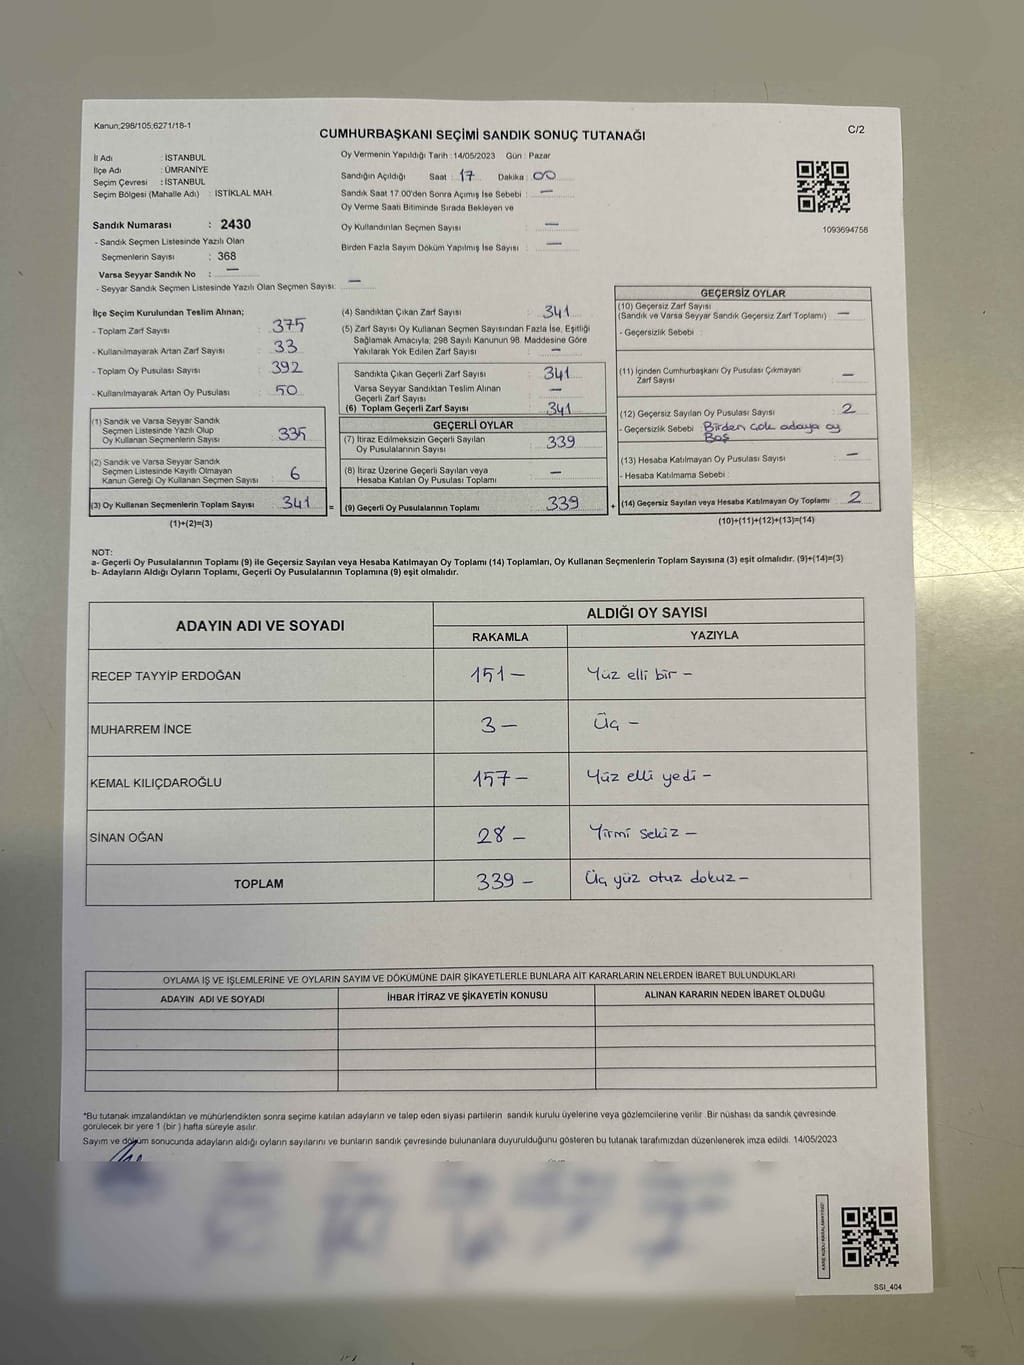 Kanun;298/105;6271/18-1
C/2
CUMHURBAŞKANI SEÇİMİ SANDIK SONUÇ TUTANAĞI
İl Adı : İSTANBUL
İlçe Adı : ÜMRANİYE
Seçim Çevresi : İSTANBUL
Seçim Bölgesi (Mahalle Adı) : İSTİKLAL MAH.
Sandık Numarası : 2430
- Sandık Seçmen Listesinde Yazılı Olan
Seçmenlerin Sayısı : 368
Varsa Seyyar Sandık No : —
- Seyyar Sandık Seçmen Listesinde Yazılı Olan Seçmen Sayısı: —
Oy Vermenin Yapıldığı Tarih : 14/05/2023 Gün : Pazar
Sandığın Açıldığı Saat : 17 Dakika : 00
Sandık Saat 17.00'den Sonra Açımış İse Sebebi : —
Oy Verme Saati Bitiminde Sırada Bekleyen ve
Oy Kullandırılan Seçmen Sayısı : —
Birden Fazla Sayım Döküm Yapılmış İse Sayısı : —
1093694756
İlçe Seçim Kurulundan Teslim Alınan;
- Toplam Zarf Sayısı : 375
- Kullanılmayarak Artan Zarf Sayısı : 33
- Toplam Oy Pusulası Sayısı : 392
- Kullanılmayarak Artan Oy Pusulası : 50
(1) Sandık ve Varsa Seyyar Sandık
Seçmen Listesinde Yazılı Olup
Oy Kullanan Seçmenlerin Sayısı : 335
(2) Sandık ve Varsa Seyyar Sandık
Seçmen Listesinde Kayıtlı Olmayan
Kanun Gereği Oy Kullanan Seçmen Sayısı : 6
(3) Oy Kullanan Seçmenlerin Toplam Sayısı : 341 =
(1)+(2)=(3)
(4) Sandıktan Çıkan Zarf Sayısı : 341
(5) Zarf Sayısı Oy Kullanan Seçmen Sayısından Fazla İse, Eşitliği
Sağlamak Amacıyla; 298 Sayılı Kanunun 98. Maddesine Göre
Yakılarak Yok Edilen Zarf Sayısı : —
Sandıkta Çıkan Geçerli Zarf Sayısı : 341
Varsa Seyyar Sandıktan Teslim Alınan
Geçerli Zarf Sayısı : —
(6) Toplam Geçerli Zarf Sayısı : 341
GEÇERLİ OYLAR
(7) İtiraz Edilmeksizin Geçerli Sayılan
Oy Pusulalarının Sayısı : 339
(8) İtiraz Üzerine Geçerli Sayılan veya
Hesaba Katılan Oy Pusulası Toplamı : —
(9) Geçerli Oy Pusulalarının Toplamı : 339 +
GEÇERSİZ OYLAR
(10) Geçersiz Zarf Sayısı
(Sandık ve Varsa Seyyar Sandık Geçersiz Zarf Toplamı) : —
- Geçersizlik Sebebi :
(11) İçinden Cumhurbaşkanı Oy Pusulası Çıkmayan
Zarf Sayısı : —
(12) Geçersiz Sayılan Oy Pusulası Sayısı : 2
- Geçersizlik Sebebi : Birden çok adaya oy
Boş
(13) Hesaba Katılmayan Oy Pusulası Sayısı : —
- Hesaba Katılmama Sebebi :
(14) Geçersiz Sayılan veya Hesaba Katılmayan Oy Toplamı : 2
(10)+(11)+(12)+(13)=(14)
NOT:
a- Geçerli Oy Pusulalarının Toplamı (9) ile Geçersiz Sayılan veya Hesaba Katılmayan Oy Toplamı (14) Toplamları, Oy Kullanan Seçmenlerin Toplam Sayısına (3) eşit olmalıdır. (9)+(14)=(3)
b- Adayların Aldığı Oyların Toplamı, Geçerli Oy Pusulalarının Toplamına (9) eşit olmalıdır.
ADAYIN ADI VE SOYADI
ALDIĞI OY SAYISI
RAKAMLA YAZIYLA
RECEP TAYYİP ERDOĞAN 151 – Yüz elli bir –
MUHARREM İNCE 3 – Üç –
KEMAL KILIÇDAROĞLU 157 – Yüz elli yedi –
SİNAN OĞAN 28 – Yirmi sekiz –
TOPLAM 339 – Üç yüz otuz dokuz –
OYLAMA İŞ VE İŞLEMLERİNE VE OYLARIN SAYIM VE DÖKÜMÜNE DAİR ŞİKAYETLERLE BUNLARA AİT KARARLARIN NELERDEN İBARET BULUNDUKLARI
ADAYIN ADI VE SOYADI İHBAR İTİRAZ VE ŞİKAYETİN KONUSU ALINAN KARARIN NEDEN İBARET OLDUĞU
*Bu tutanak imzalandıktan ve mühürlendikten sonra seçime katılan adayların ve talep eden siyasi partilerin sandık kurulu üyelerine veya gözlemcilerine verilir. Bir nüshası da sandık çevresinde
görülecek bir yere 1 (bir) hafta süreyle asılır.
Sayım ve döküm sonucunda adayların aldığı oyların sayılarını ve bunların sandık çevresinde bulunanlara duyurulduğunu gösteren bu tutanak tarafımızdan düzenlenerek imza edildi. 14/05/2023
SSI_404